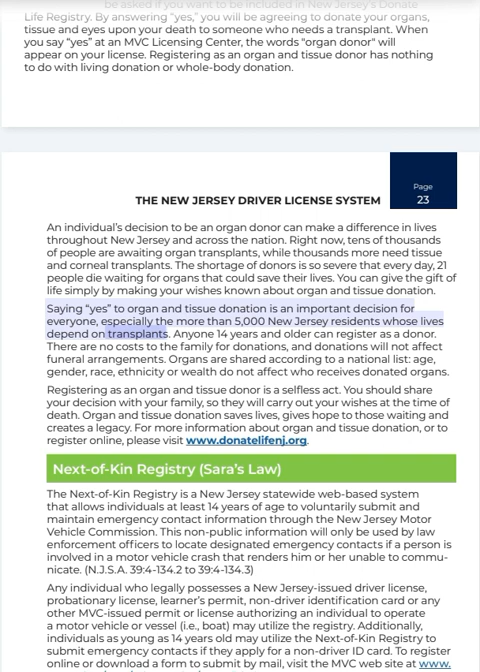 be asked if you want to be included in New Jersey's Donate
Life Registry. By answering “yes,” you will be agreeing to donate your organs,
tissue and eyes upon your death to someone who needs a transplant. When
you say “yes” at an MVC Licensing Center, the words "organ donor" will
appear on your license. Registering as an organ and tissue donor has nothing
to do with living donation or whole-body donation.
Page
THE NEW JERSEY DRIVER LICENSE SYSTEM 23
An individual’s decision to be an organ donor can make a difference in lives
throughout New Jersey and across the nation. Right now, tens of thousands
of people are awaiting organ transplants, while thousands more need tissue
and corneal transplants. The shortage of donors is so severe that every day, 21
people die waiting for organs that could save their lives. You can give the gift of
life simply by making your wishes known about organ and tissue donation.
Saying “yes” to organ and tissue donation is an important decision for
everyone, especially the more than 5,000 New Jersey residents whose lives
depend on transplants. Anyone 14 years and older can register as a donor.
There are no costs to the family for donations, and donations will not affect
funeral arrangements. Organs are shared according to a national list: age,
gender, race, ethnicity or wealth do not affect who receives donated organs.
Registering as an organ and tissue donor is a selfless act. You should share
your decision with your family, so they will carry out your wishes at the time of
death. Organ and tissue donation saves lives, gives hope to those waiting and
creates a legacy. For more information about organ and tissue donation, or to
register online, please visit www.donatelifenj.org.
Next-of-Kin Registry (Sara’s Law)
The Next-of-Kin Registry is a New Jersey statewide web-based system
that allows individuals at least 14 years of age to voluntarily submit and
maintain emergency contact information through the New Jersey Motor
Vehicle Commission. This non-public information will only be used by law
enforcement officers to locate designated emergency contacts if a person is
involved in a motor vehicle crash that renders him or her unable to commu-
nicate. (N.J.S.A. 39:4-134.2 to 39:4-134.3)
Any individual who legally possesses a New Jersey-issued driver license,
probationary license, learner’s permit, non-driver identification card or any
other MVC-issued permit or license authorizing an individual to operate
a motor vehicle or vessel (i.e., boat) may utilize the registry. Additionally,
individuals as young as 14 years old may utilize the Next-of-Kin Registry to
submit emergency contacts if they apply for a non-driver ID card. To register
online or download a form to submit by mail, visit the MVC web site at www.